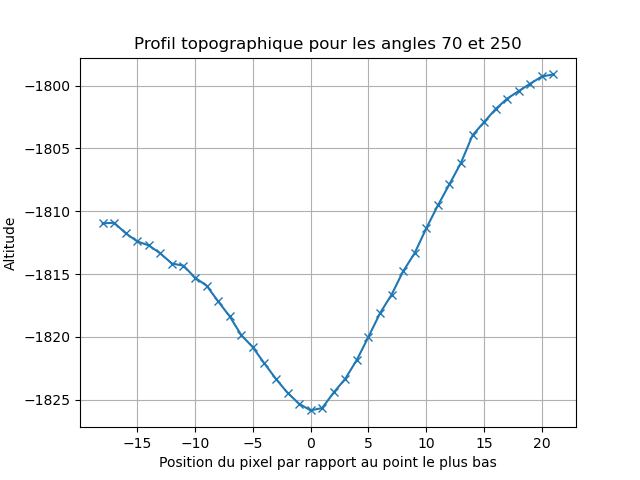 Profil topographique pour les angles 70 et 250
−1800
−1805
−1810
−1815
−1820
−1825
Altitude
−15 −10 −5 0 5 10 15 20
Position du pixel par rapport au point le plus bas